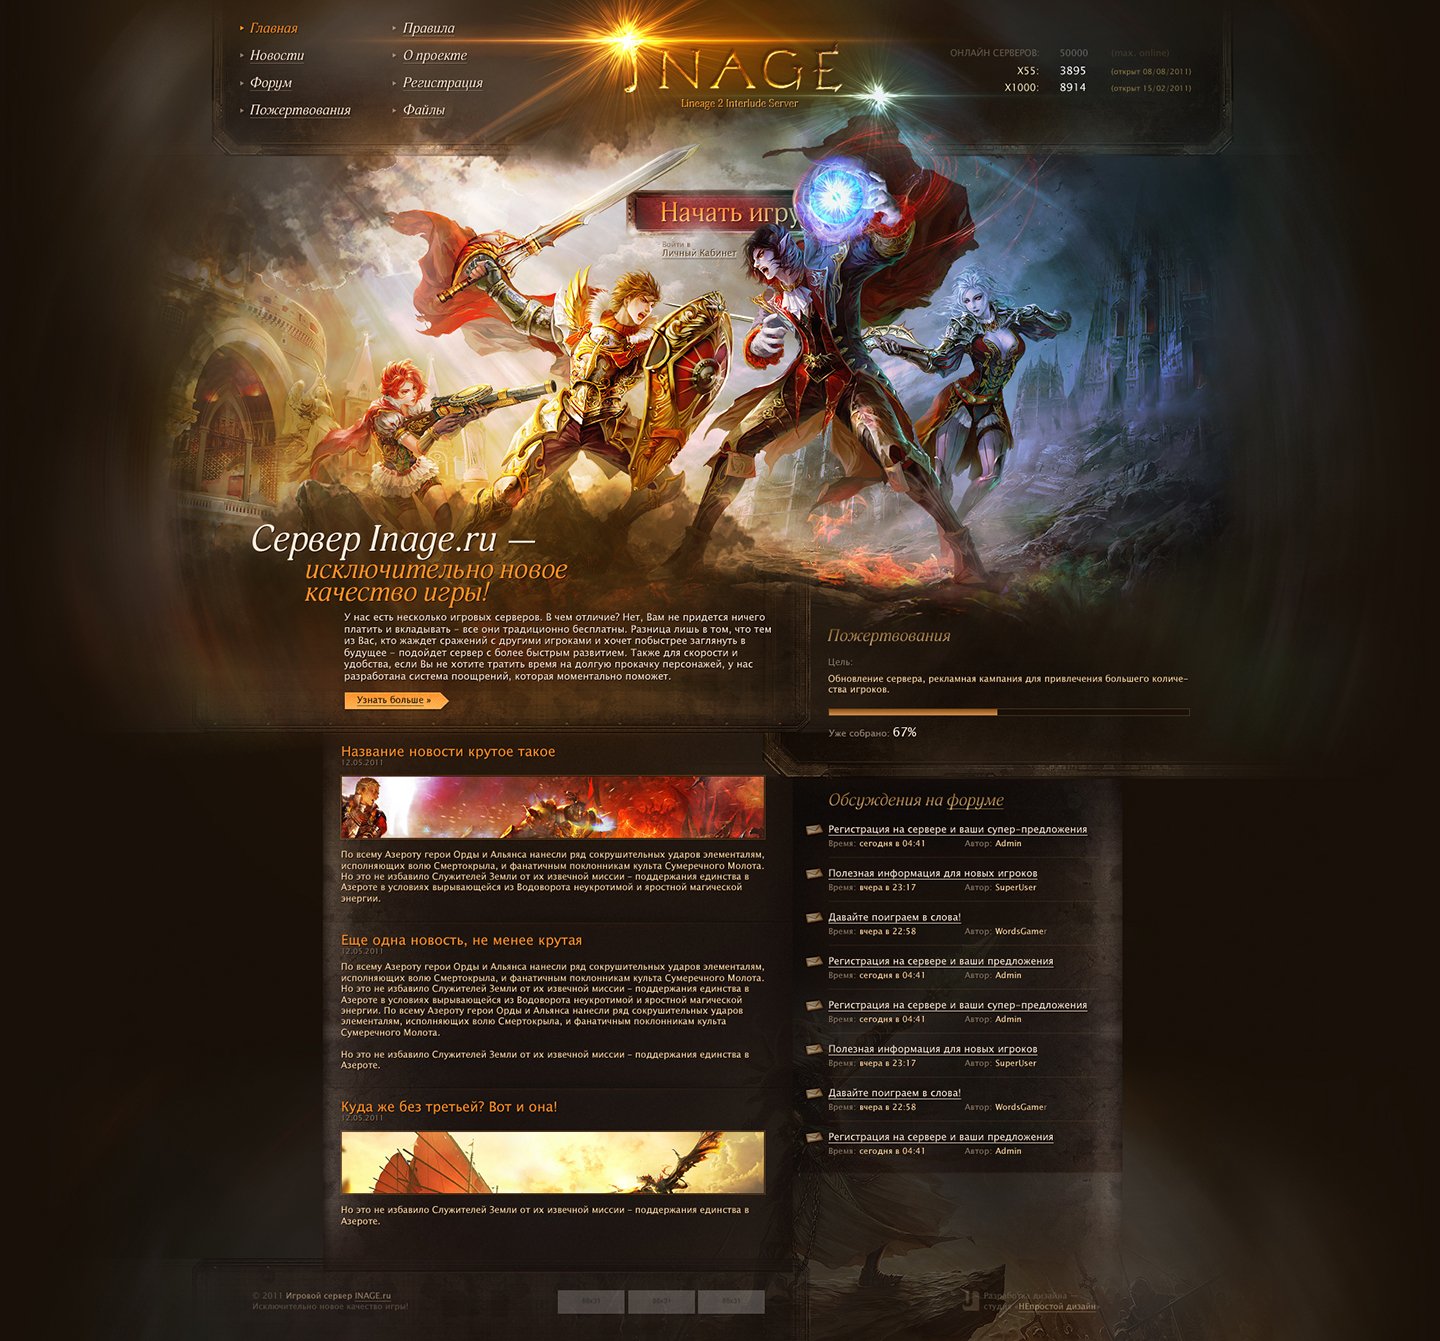 Главная
Новости
Форум
Пожертвования
Правила
О проекте
Регистрация
Файлы
INAGE
Lineage 2 Interlude Server
ОНЛАЙН СЕРВЕРОВ: 50000 (max. online)
X55: 3895 (открыт 08/08/2011)
X1000: 8914 (открыт 15/02/2011)
Начать игру
Войти в
Личный Кабинет
Сервер Inage.ru —
исключительно новое
качество игры!
У нас есть несколько игровых серверов. В чем отличие? Нет, Вам не придется ничего
платить и вкладывать – все они традиционно бесплатны. Разница лишь в том, что тем
из Вас, кто жаждет сражений с другими игроками и хочет побыстрее заглянуть в
будущее – подойдет сервер с более быстрым развитием. Также для скорости и
удобства, если Вы не хотите тратить время на долгую прокачку персонажей, у нас
разработана система поощрений, которая моментально поможет.
Узнать больше »
Пожертвования
Цель:
Обновление сервера, рекламная кампания для привлечения большего количе-
ства игроков.
Уже собрано: 67%
Название новости крутое такое
12.05.2011
По всему Азероту герои Орды и Альянса нанесли ряд сокрушительных ударов элементалям,
исполняющих волю Смертокрыла, и фанатичным поклонникам культа Сумеречного Молота.
Но это не избавило Служителей Земли от их извечной миссии – поддержания единства в
Азероте в условиях вырывающейся из Водоворота неукротимой и яростной магической
энергии.
Еще одна новость, не менее крутая
12.05.2011
По всему Азероту герои Орды и Альянса нанесли ряд сокрушительных ударов элементалям,
исполняющих волю Смертокрыла, и фанатичным поклонникам культа Сумеречного Молота.
Но это не избавило Служителей Земли от их извечной миссии – поддержания единства в
Азероте в условиях вырывающейся из Водоворота неукротимой и яростной магической
энергии. По всему Азероту герои Орды и Альянса нанесли ряд сокрушительных ударов
элементалям, исполняющих волю Смертокрыла, и фанатичным поклонникам культа
Сумеречного Молота.
Но это не избавило Служителей Земли от их извечной миссии – поддержания единства в
Азероте.
Куда же без третьей? Вот и она!
12.05.2011
Но это не избавило Служителей Земли от их извечной миссии – поддержания единства в
Азероте.
Обсуждения на форуме
Регистрация на сервере и ваши супер-предложения
Время: сегодня в 04:41 Автор: Admin
Полезная информация для новых игроков
Время: вчера в 23:17 Автор: SuperUser
Давайте поиграем в слова!
Время: вчера в 22:58 Автор: WordsGamer
Регистрация на сервере и ваши предложения
Время: сегодня в 04:41 Автор: Admin
Регистрация на сервере и ваши супер-предложения
Время: сегодня в 04:41 Автор: Admin
Полезная информация для новых игроков
Время: вчера в 23:17 Автор: SuperUser
Давайте поиграем в слова!
Время: вчера в 22:58 Автор: WordsGamer
Регистрация на сервере и ваши предложения
Время: сегодня в 04:41 Автор: Admin
© 2011 Игровой сервер INAGE.ru
Исключительно новое качество игры!
88x31 88x31 88x31
Разработка дизайна —
студия «НЕпростой дизайн»